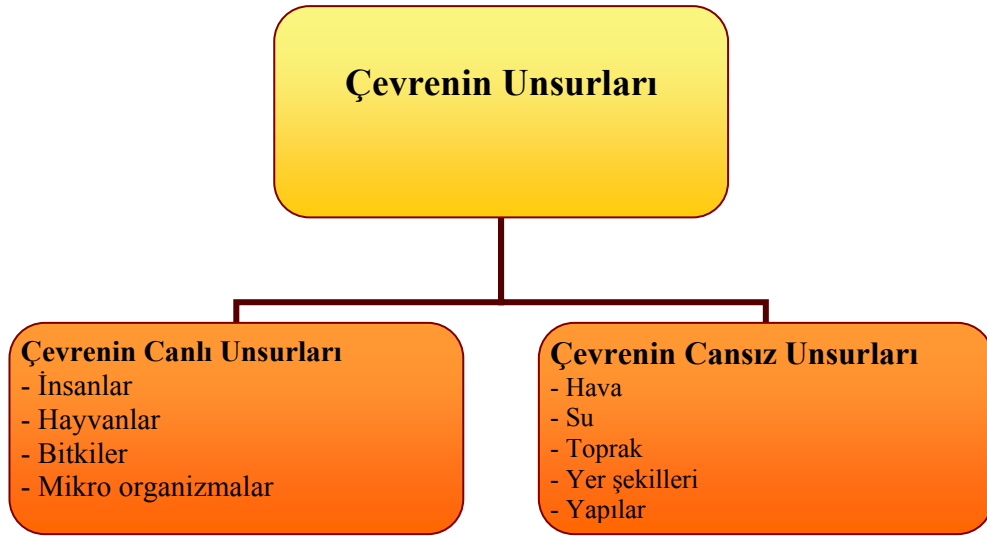 Çevrenin Unsurları
Çevrenin Canlı Unsurları
- İnsanlar
- Hayvanlar
- Bitkiler
- Mikro organizmalar
Çevrenin Cansız Unsurları
- Hava
- Su
- Toprak
- Yer şekilleri
- Yapılar